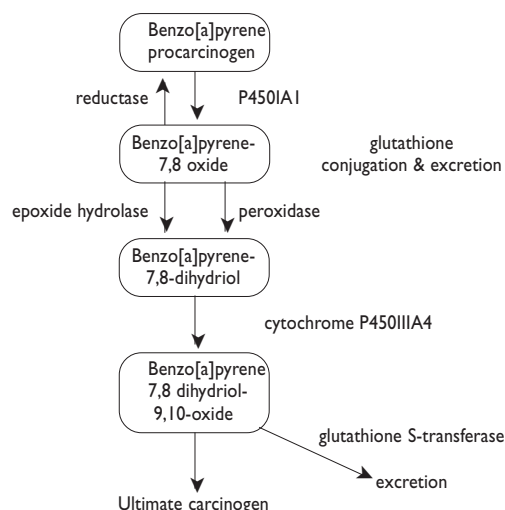 Benzo[a]pyrene
procarcinogen
reductase
P450IA1
Benzo[a]pyrene-
7,8 oxide
glutathione
conjugation & excretion
epoxide hydrolase
peroxidase
Benzo[a]pyrene-
7,8-dihydriol
cytochrome P450IIIA4
Benzo[a]pyrene
7,8 dihydriol-
9,10-oxide
glutathione S-transferase
excretion
Ultimate carcinogen